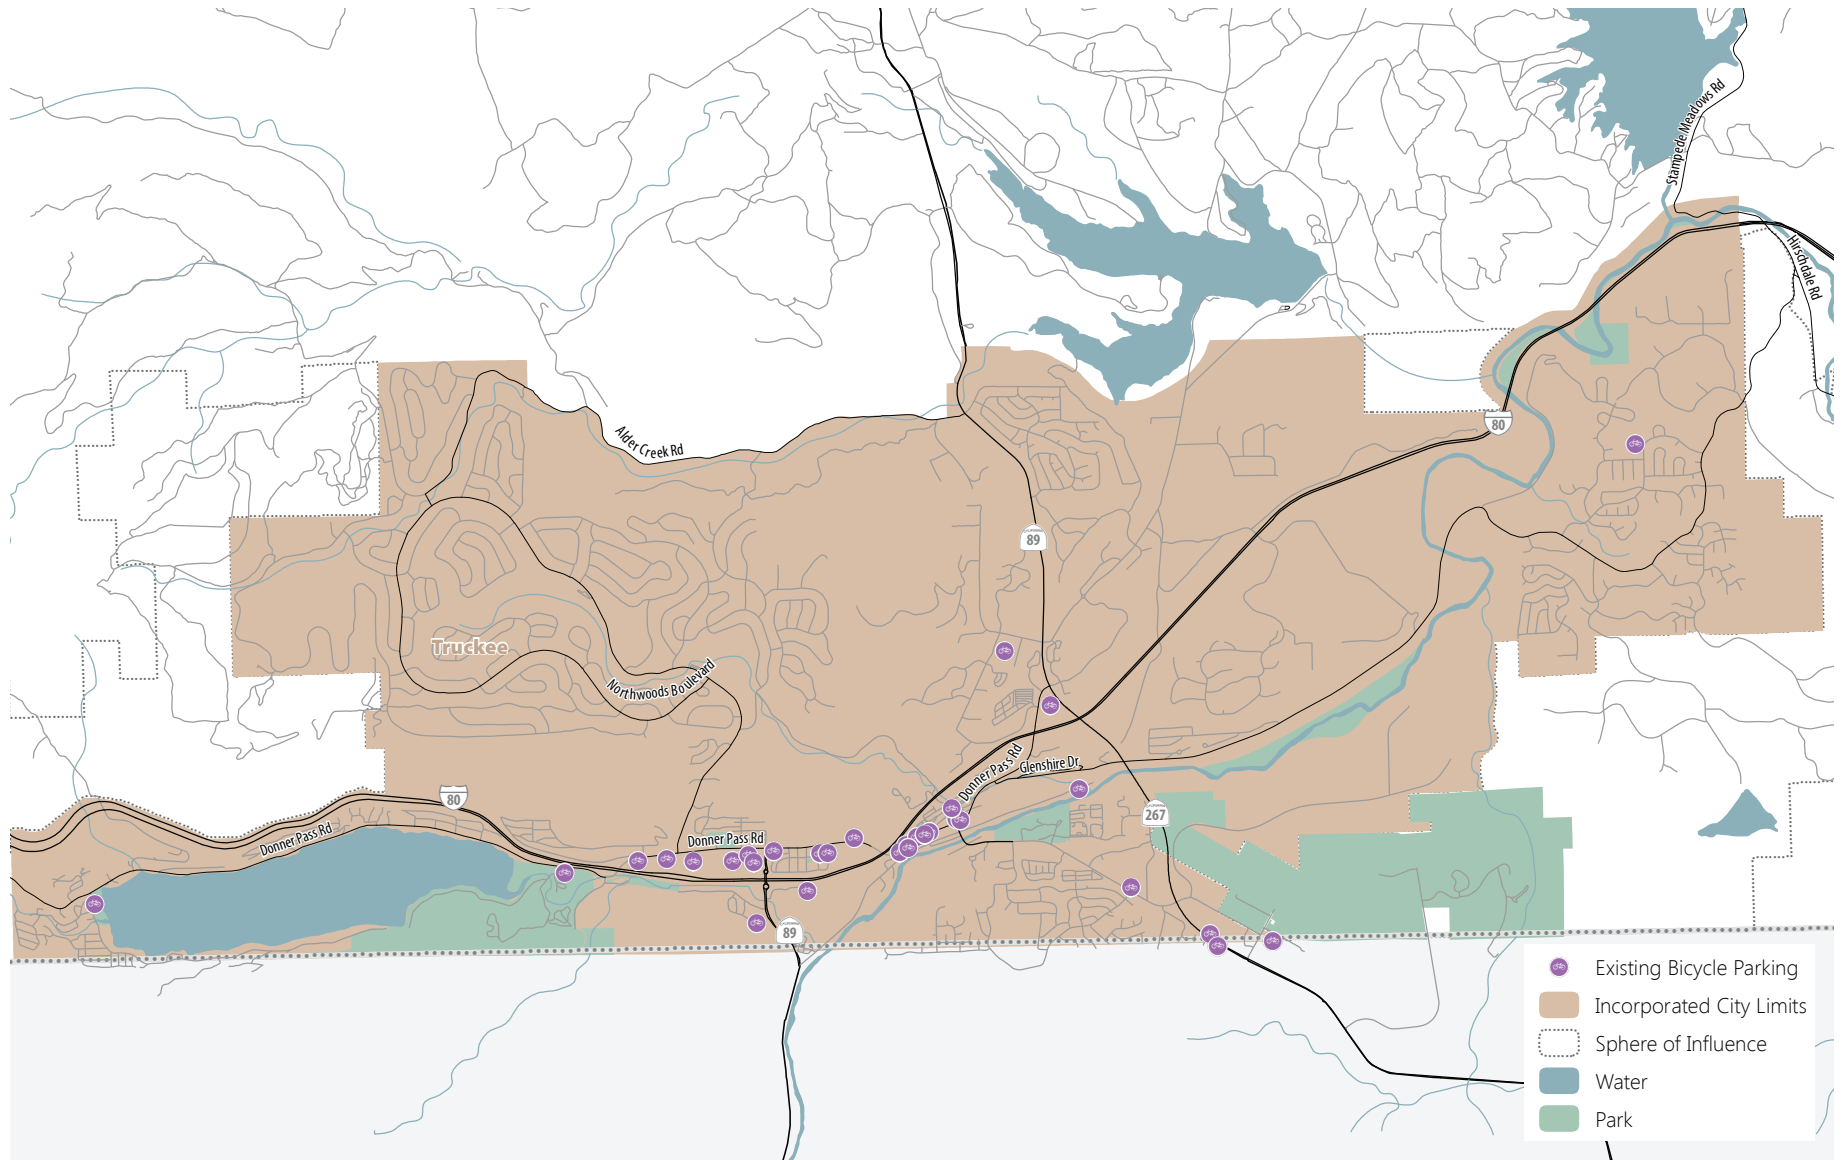 Stampede Meadows Rd
Hirschdale Rd
Alder Creek Rd
80
89
Truckee
Northwoods Boulevard
Donner Pass Rd
Glenshire Dr
80
267
Donner Pass Rd
Donner Pass Rd
89
Existing Bicycle Parking
Incorporated City Limits
Sphere of Influence
Water
Park